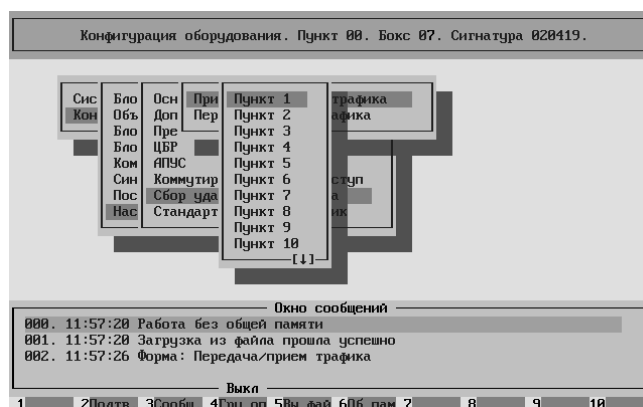 Конфигурация оборудования. Пункт 00. Бокс 07. Сигнатура 020419.
Сис Бло Осн При Пункт 1 трафика
Кон Объ Доп Пер Пункт 2 афика
Бло Пре Пункт 3
Бло ЦБР Пункт 4
Ком АПУС Пункт 5
Син Коммутир Пункт 6 ступ
Пос Сбор уда Пункт 7 а
Нас Стандарт Пункт 8 ик
Пункт 9
Пункт 10
[↓]
Окно сообщений
000. 11:57:20 Работа без общей памяти
001. 11:57:20 Загрузка из файла прошла успешно
002. 11:57:26 Форма: Передача/прием трафика
Выкл
1 2Подтв 3Сообщ 4Грц оп 5Вы фай 6Об пам 7 8 9 10